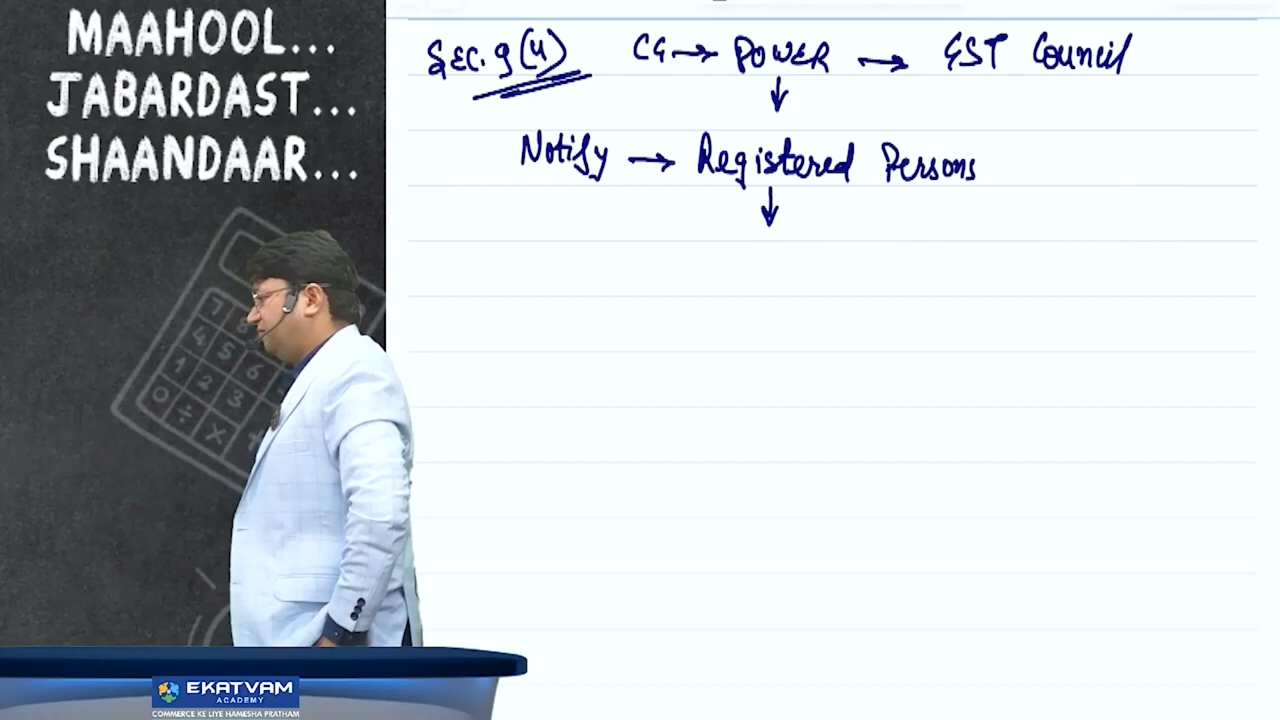 MAAHOOL...
JABARDAST...
SHAANDAAR...
SEC. 9(4) CG → POWER → GST Council
↓
Notify → Registered Persons
↓
EKATVAM
ACADEMY
COMMERCE KE LIYE HAMESHA PRATHAM